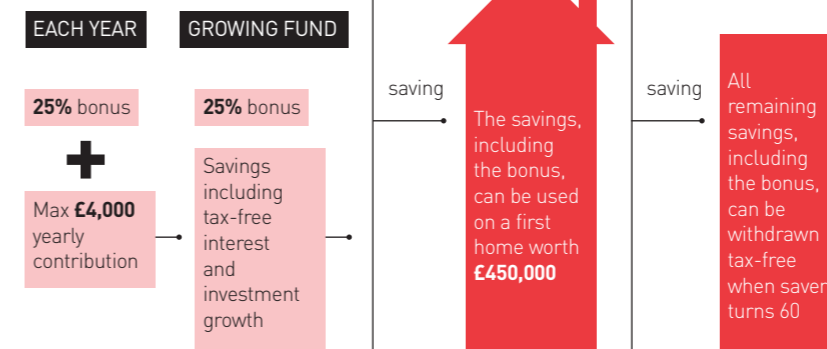 EACH YEAR
25% bonus
+
Max £4,000
yearly
contribution
GROWING FUND
25% bonus
Savings
including
tax-free
interest
and
investment
growth
saving
The savings,
including
the bonus,
can be used
on a first
home worth
£450,000
saving
All
remaining
savings,
including
the bonus,
can be
withdrawn
tax-free
when saver
turns 60